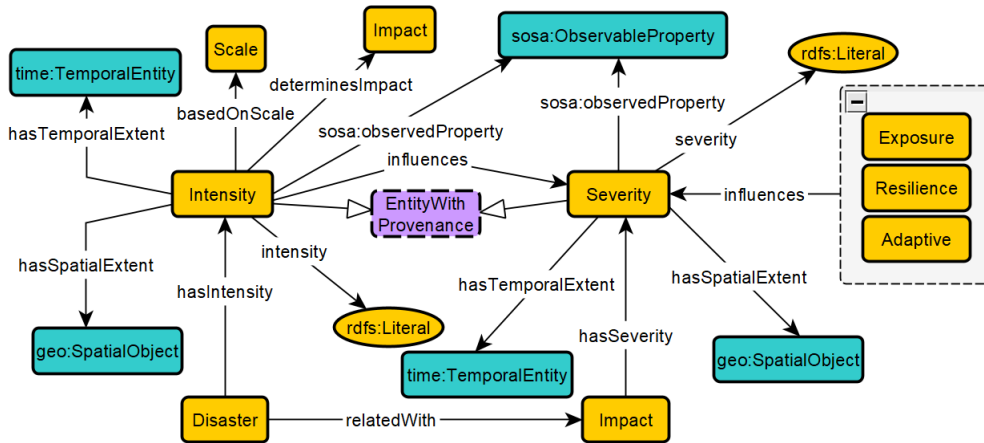 Impact
Scale
sosa:ObservableProperty
rdfs:Literal
time:TemporalEntity
determinesImpact
basedOnScale
sosa:observedProperty
sosa:observedProperty
hasTemporalExtent
severity
Exposure
influences
Intensity
EntityWith
Provenance
Severity
influences
Resilience
Adaptive
intensity
hasSpatialExtent
hasTemporalExtent
hasSpatialExtent
hasIntensity
rdfs:Literal
hasSeverity
geo:SpatialObject
time:TemporalEntity
geo:SpatialObject
Disaster
relatedWith
Impact